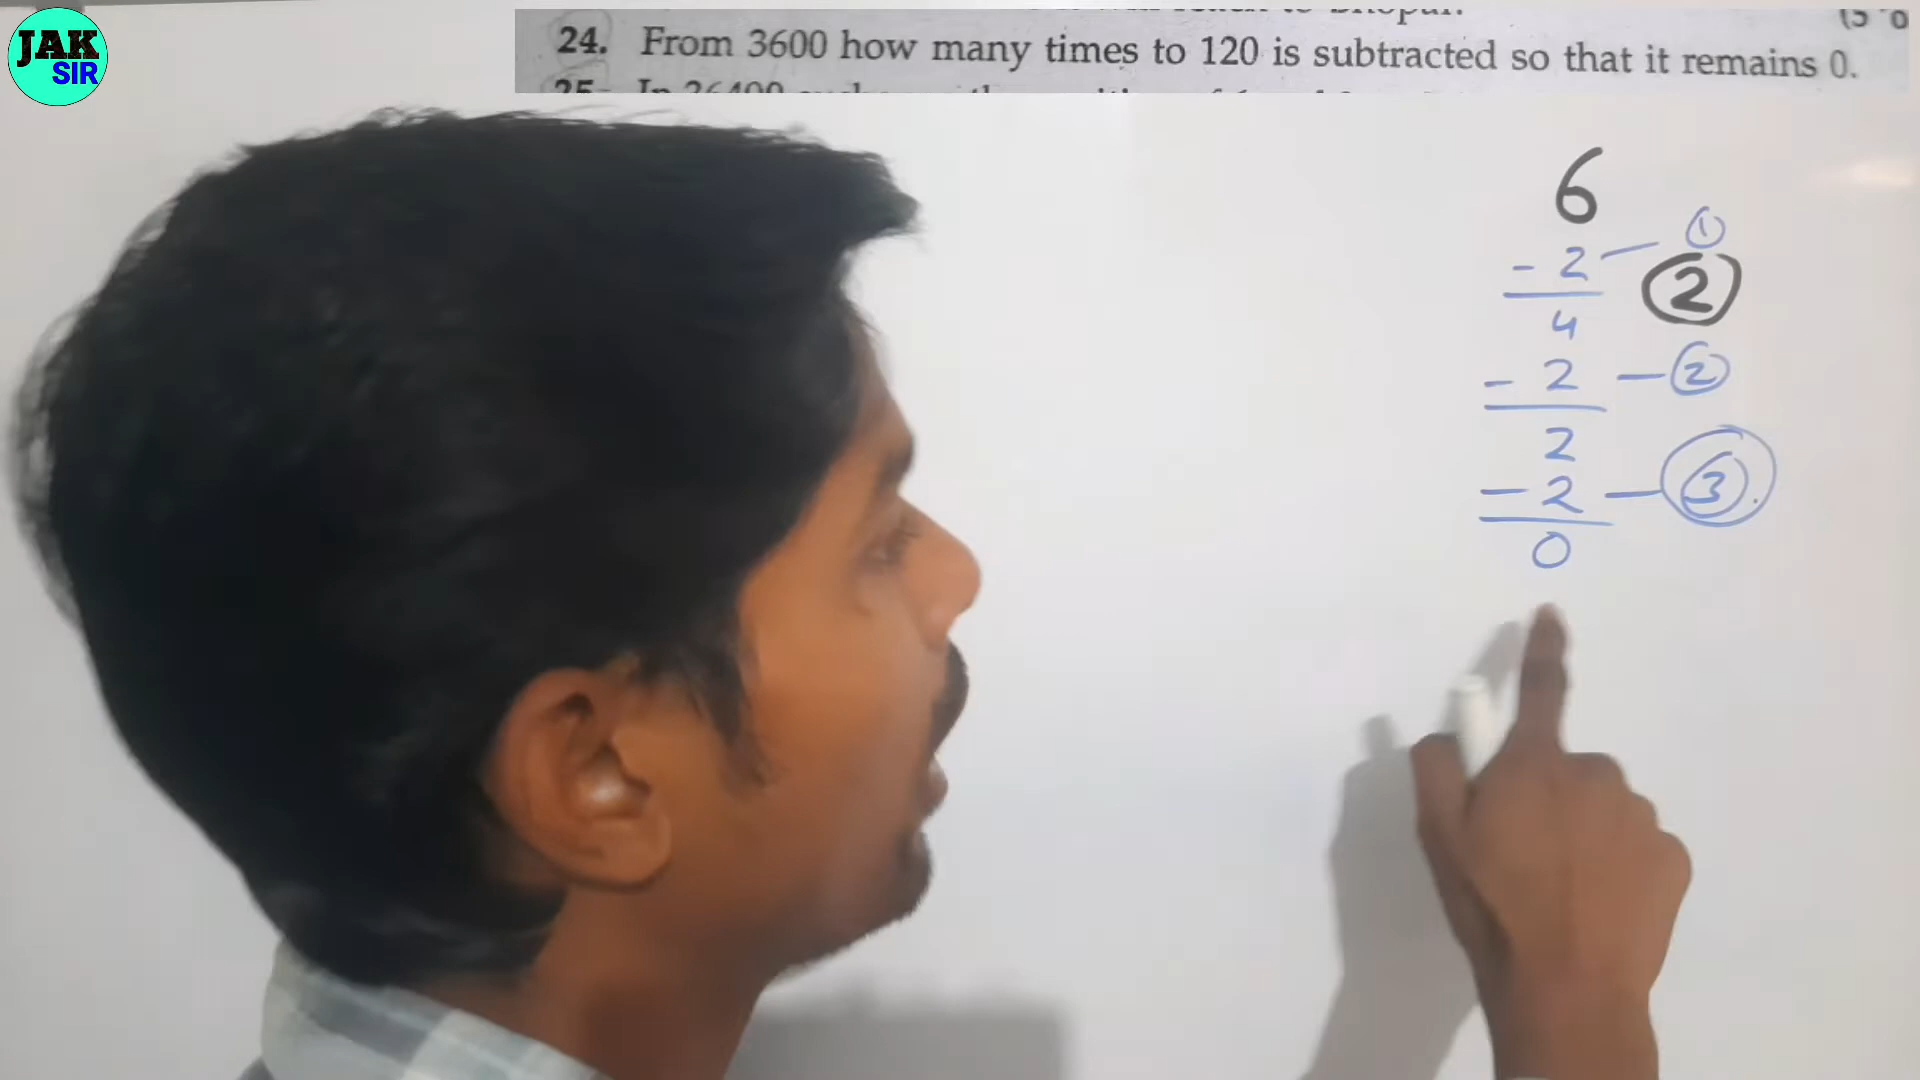 JAK
SIR
24. From 3600 how many times to 120 is subtracted so that it remains 0.
25.
6
①
- 2 —
②
4
- 2 — ②
2
- 2 — ③
0